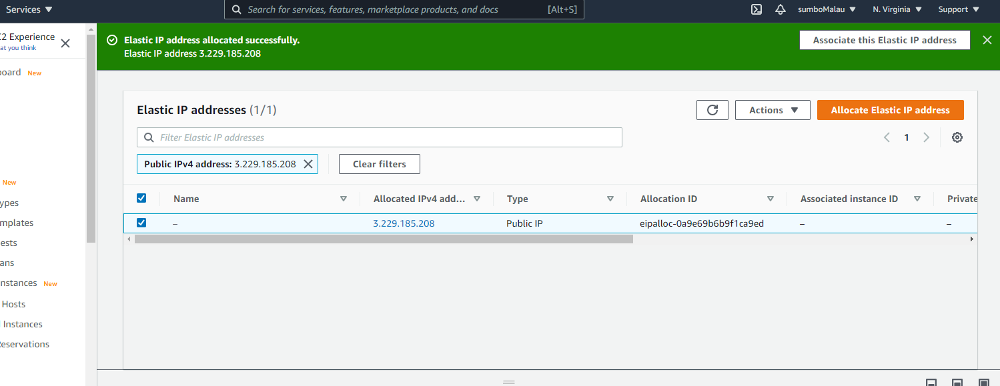 Services
Search for services, features, marketplace products, and docs [Alt+S]
sumboMalau
N. Virginia
Support
C2 Experience
at you think
board New
New
ypes
mplates
ests
ans
nstances New
Hosts
Instances
Reservations
Elastic IP address allocated successfully.
Elastic IP address 3.229.185.208
Associate this Elastic IP address
Elastic IP addresses (1/1)
Actions
Allocate Elastic IP address
Filter Elastic IP addresses
1
Public IPv4 address: 3.229.185.208
Clear filters
Name Allocated IPv4 add... Type Allocation ID Associated instance ID Private
– 3.229.185.208 Public IP eipalloc-0a9e69b6b9f1ca9ed – –